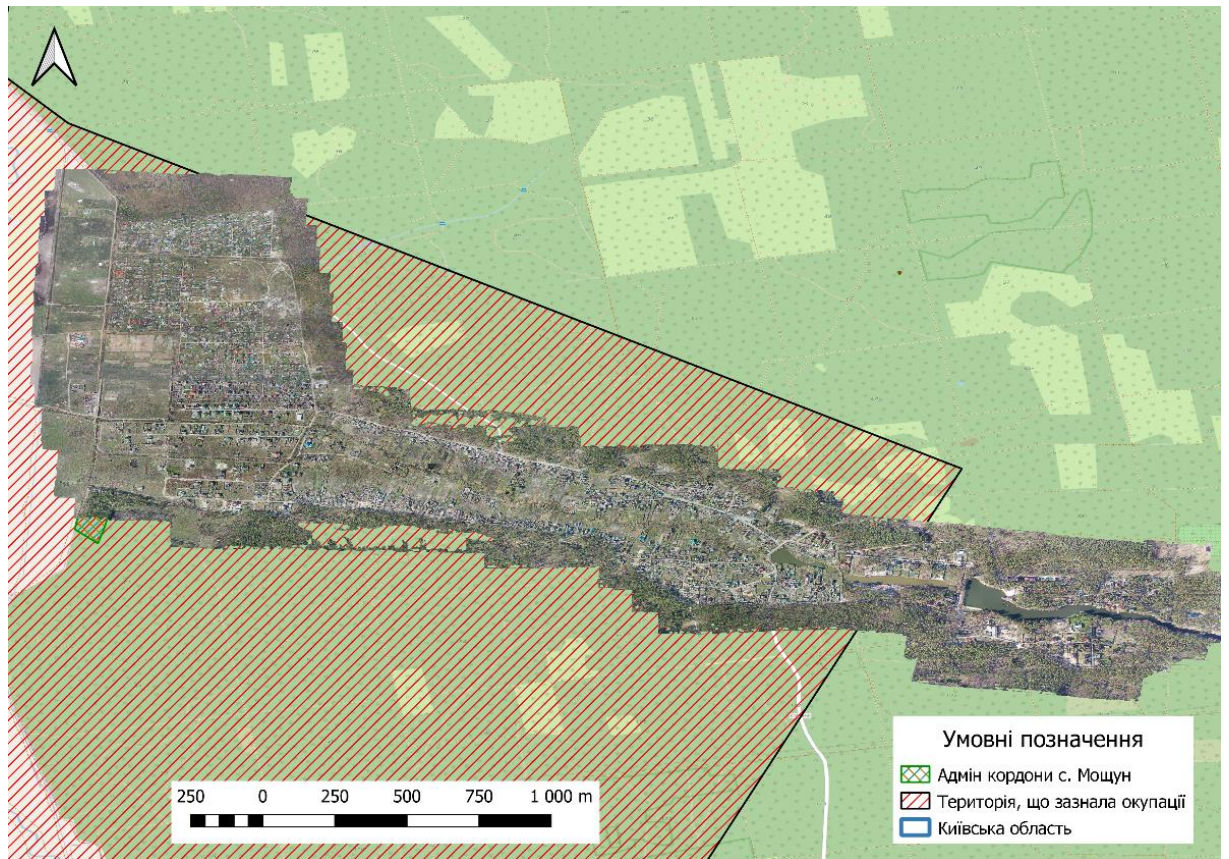 250 0 250 500 750 1 000 m
Умовні позначення
Адмін кордони с. Мощун
Територія, що зазнала окупації
Київська область